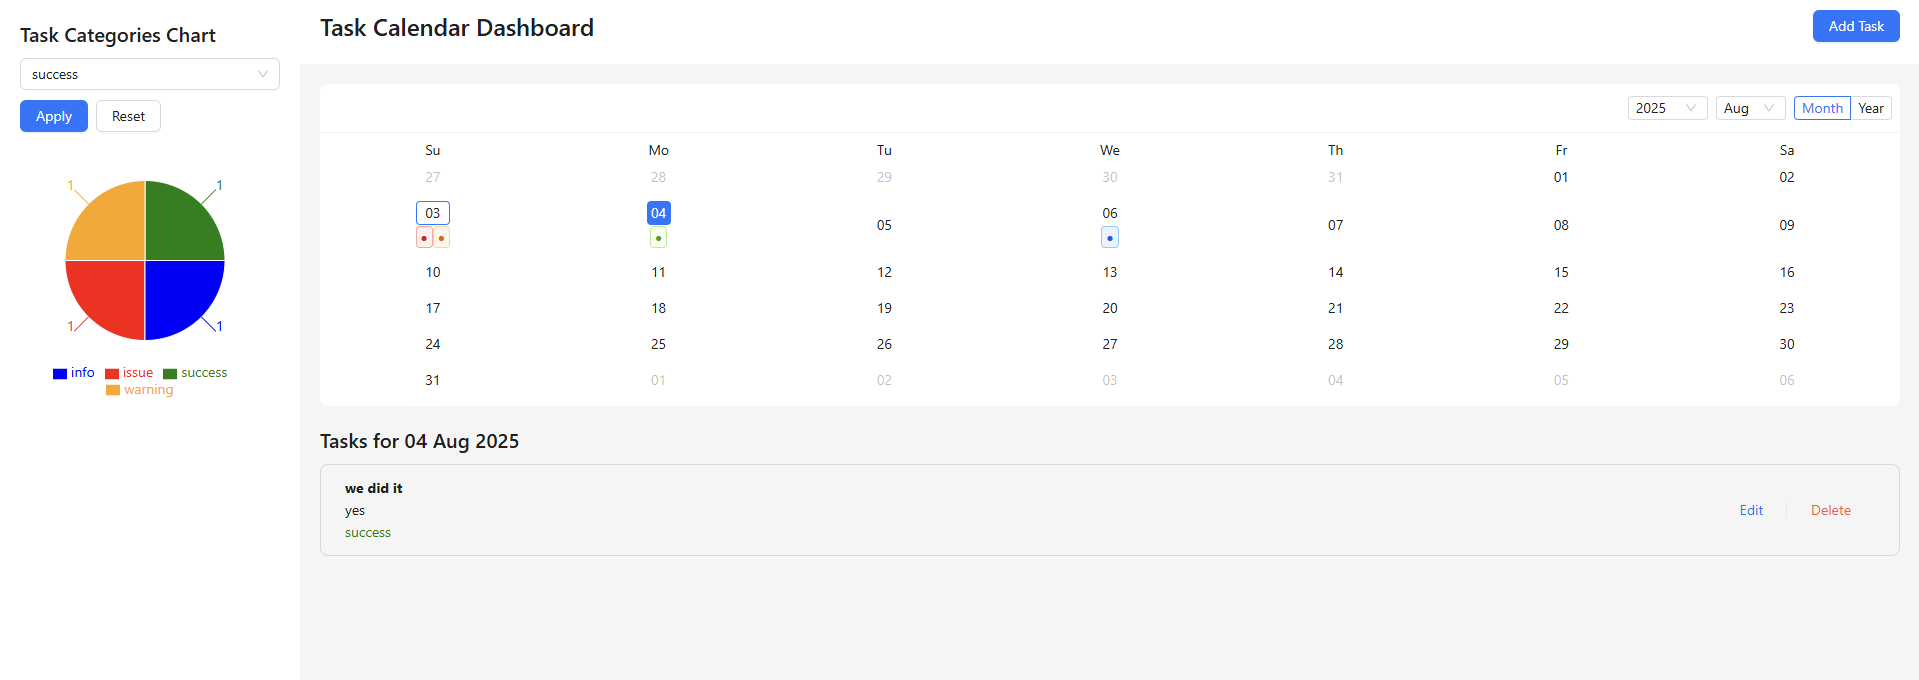 Task Categories Chart
success
Apply Reset
1 1
1 1
info issue success
warning
Task Calendar Dashboard
Add Task
2025 Aug Month Year
Su Mo Tu We Th Fr Sa
27 28 29 30 31 01 02
03 04 05 06 07 08 09
10 11 12 13 14 15 16
17 18 19 20 21 22 23
24 25 26 27 28 29 30
31 01 02 03 04 05 06
Tasks for 04 Aug 2025
we did it
yes
success
Edit Delete